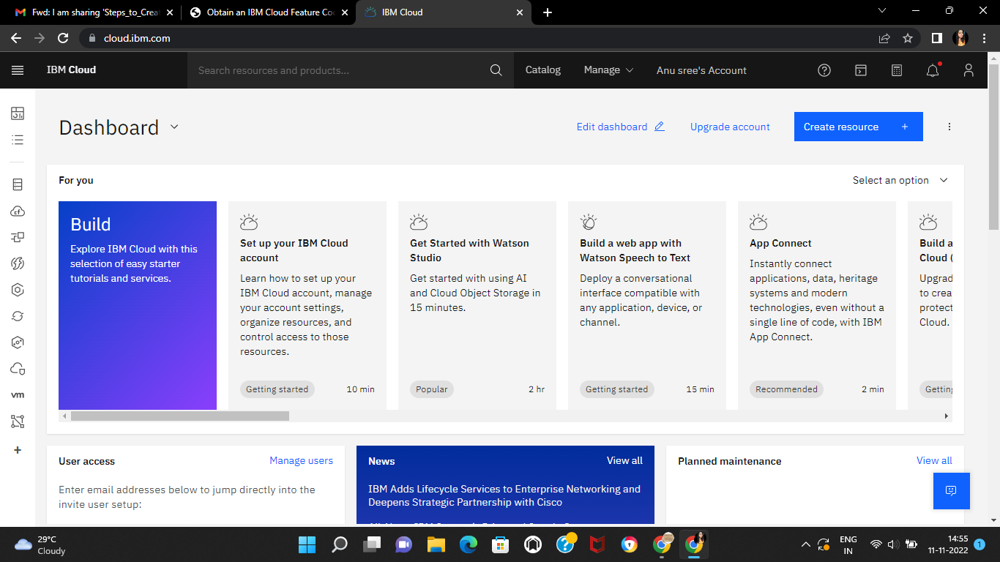 Fwd: I am sharing 'Steps_to_Crea
Obtain an IBM Cloud Feature Co
IBM Cloud
cloud.ibm.com
IBM Cloud
Search resources and products...
Catalog
Manage
Anu sree's Account
Dashboard
Edit dashboard
Upgrade account
Create resource +
For you
Select an option
Build
Explore IBM Cloud with this
selection of easy starter
tutorials and services.
Set up your IBM Cloud
account
Learn how to set up your
IBM Cloud account, manage
your account settings,
organize resources, and
control access to those
resources.
Getting started
10 min
Get Started with Watson
Studio
Get started with using AI
and Cloud Object Storage in
15 minutes.
Popular
2 hr
Build a web app with
Watson Speech to Text
Deploy a conversational
interface compatible with
any application, device, or
channel.
Getting started
15 min
App Connect
Instantly connect
applications, data, heritage
systems and modern
technologies, even without a
single line of code, with IBM
App Connect.
Recommended
2 min
Build a
Cloud (
Upgrad
to crea
protect
Cloud.
Getting
cf
vm
User access
Manage users
Enter email addresses below to jump directly into the
invite user setup:
News
View all
IBM Adds Lifecycle Services to Enterprise Networking and
Deepens Strategic Partnership with Cisco
Planned maintenance
View all
29°C
Cloudy
ENG
IN
14:55
11-11-2022
1